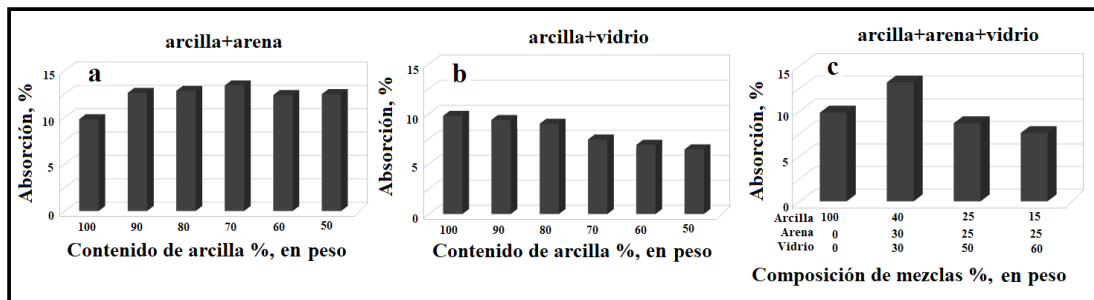 arcilla+arena
a
Absorción, %
15
10
5
0
100 90 80 70 60 50
Contenido de arcilla %, en peso
arcilla+vidrio
b
Absorción, %
15
10
5
0
100 90 80 70 60 50
Contenido de arcilla %, en peso
arcilla+arena+vidrio
c
Absorción, %
15
10
5
0
Arcilla 100 40 25 15
Arena 0 30 25 25
Vidrio 0 30 50 60
Composición de mezclas %, en peso